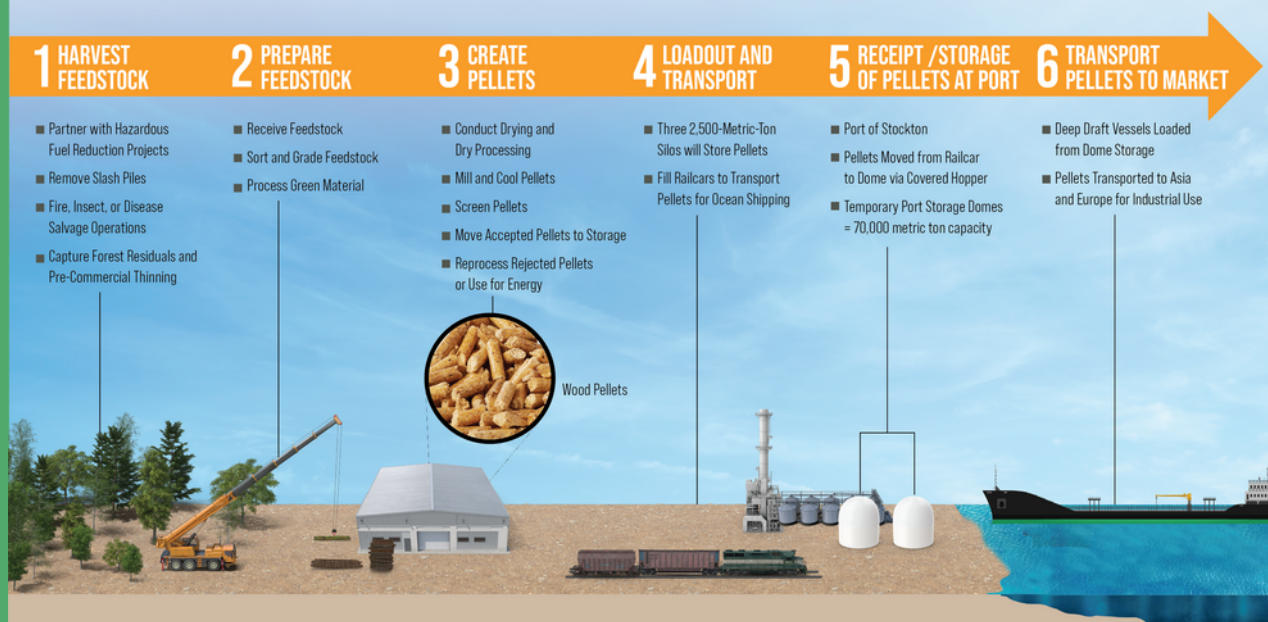 1 HARVEST
FEEDSTOCK
Partner with Hazardous
Fuel Reduction Projects
Remove Slash Piles
Fire, Insect, or Disease
Salvage Operations
Capture Forest Residuals and
Pre-Commercial Thinning
2 PREPARE
FEEDSTOCK
Receive Feedstock
Sort and Grade Feedstock
Process Green Material
3 CREATE
PELLETS
Conduct Drying and
Dry Processing
Mill and Cool Pellets
Screen Pellets
Move Accepted Pellets to Storage
Reprocess Rejected Pellets
or Use for Energy
Wood Pellets
4 LOADOUT AND
TRANSPORT
Three 2,500-Metric-Ton
Silos will Store Pellets
Fill Railcars to Transport
Pellets for Ocean Shipping
5 RECEIPT /STORAGE
OF PELLETS AT PORT
Port of Stockton
Pellets Moved from Railcar
to Dome via Covered Hopper
Temporary Port Storage Domes
= 70,000 metric ton capacity
6 TRANSPORT
PELLETS TO MARKET
Deep Draft Vessels Loaded
from Dome Storage
Pellets Transported to Asia
and Europe for Industrial Use